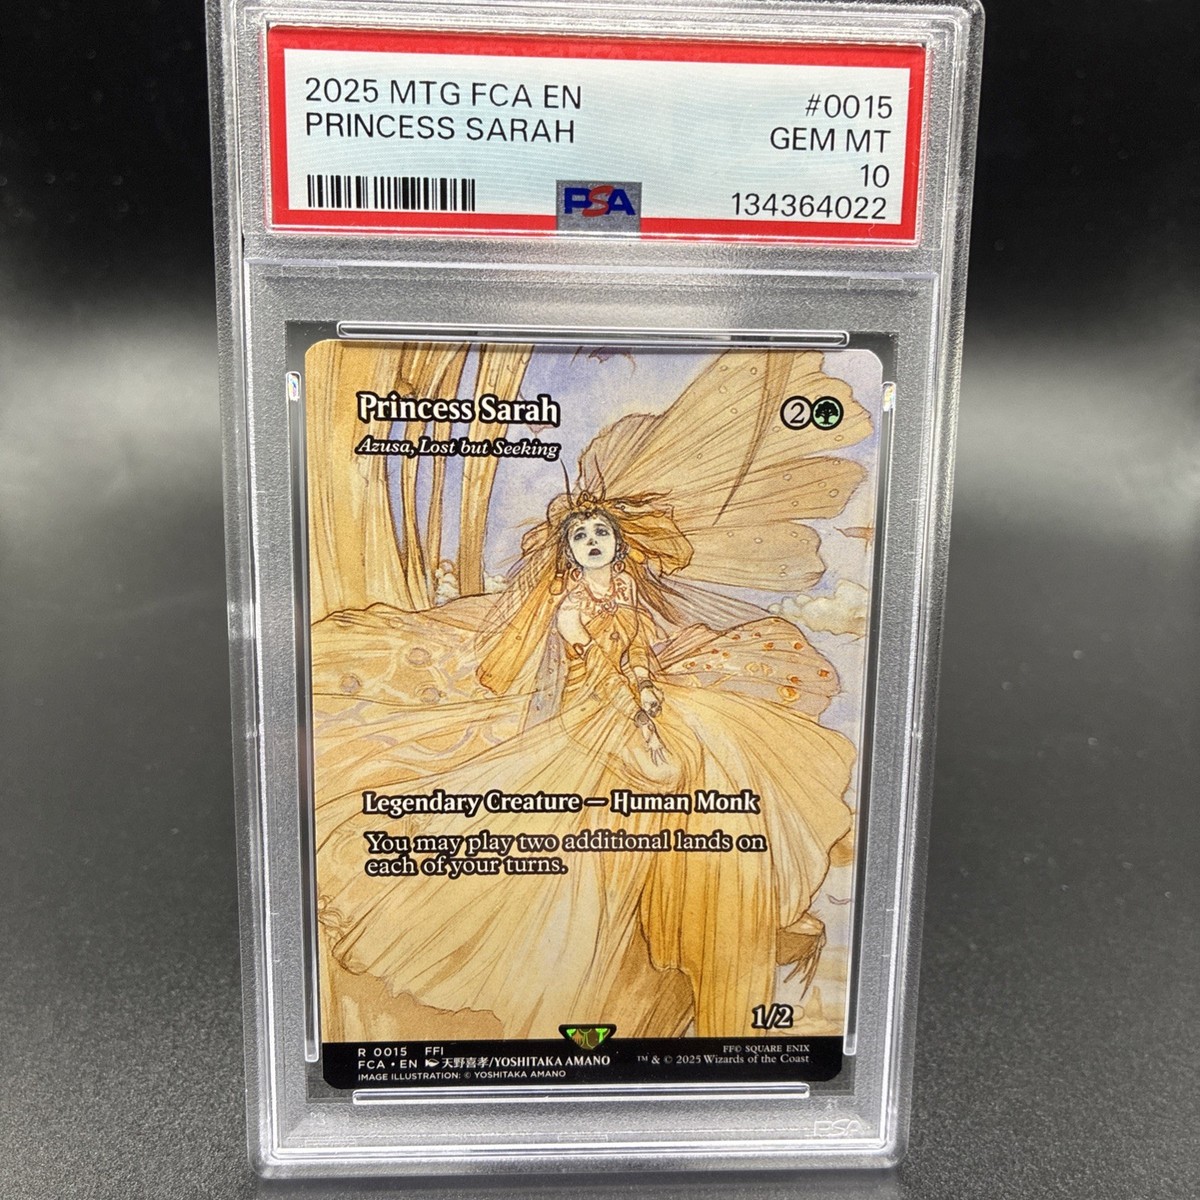 2025 MTG FCA EN
#0015
PRINCESS SARAH
GEM MT
10
PSA
134364022
Princess Sarah
2
Azusa, Lost but Seeking
Legendary Creature — Human Monk
You may play two additional lands on
each of your turns.
1/2
R 0015 FFI
FF© SQUARE ENIX
FCA • EN 天野喜孝/YOSHITAKA AMANO
™ & © 2025 Wizards of the Coast
IMAGE ILLUSTRATION: © YOSHITAKA AMANO
PSA